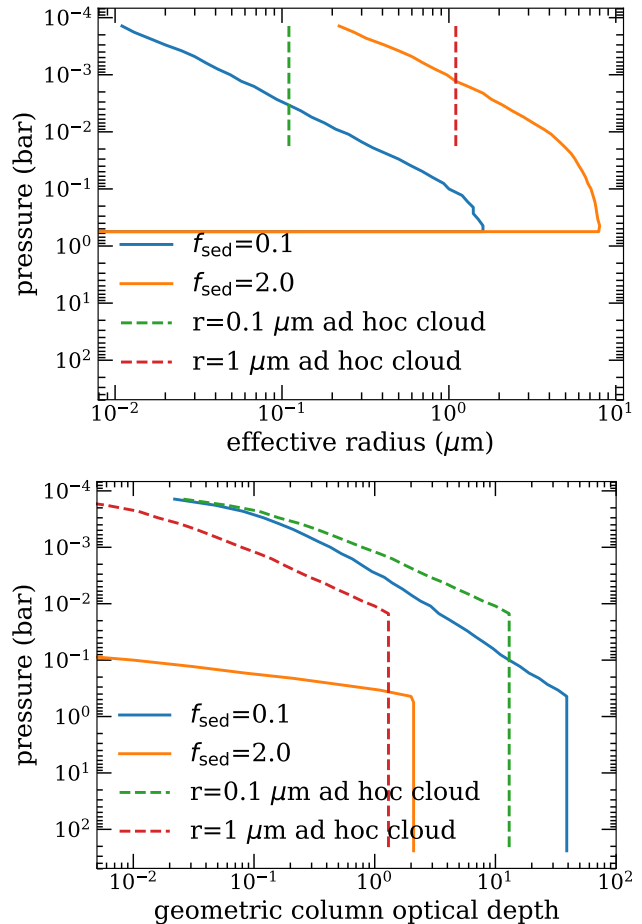 10⁻⁴
10⁻³
10⁻²
10⁻¹
10⁰
10¹
10²
pressure (bar)
f_sed=0.1
f_sed=2.0
r=0.1 μm ad hoc cloud
r=1 μm ad hoc cloud
10⁻² 10⁻¹ 10⁰ 10¹
effective radius (μm)
10⁻⁴
10⁻³
10⁻²
10⁻¹
10⁰
10¹
10²
pressure (bar)
f_sed=0.1
f_sed=2.0
r=0.1 μm ad hoc cloud
r=1 μm ad hoc cloud
10⁻² 10⁻¹ 10⁰ 10¹ 10²
geometric column optical depth